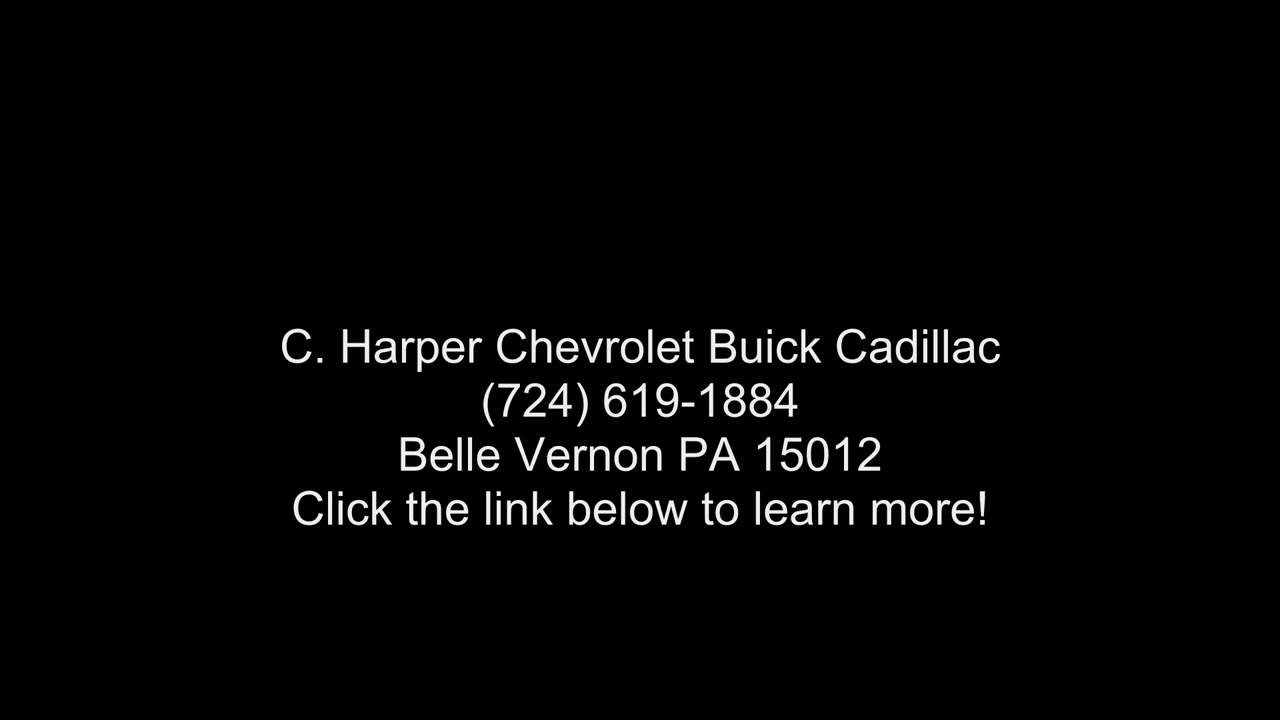 C. Harper Chevrolet Buick Cadillac
(724) 619-1884
Belle Vernon PA 15012
Click the link below to learn more!